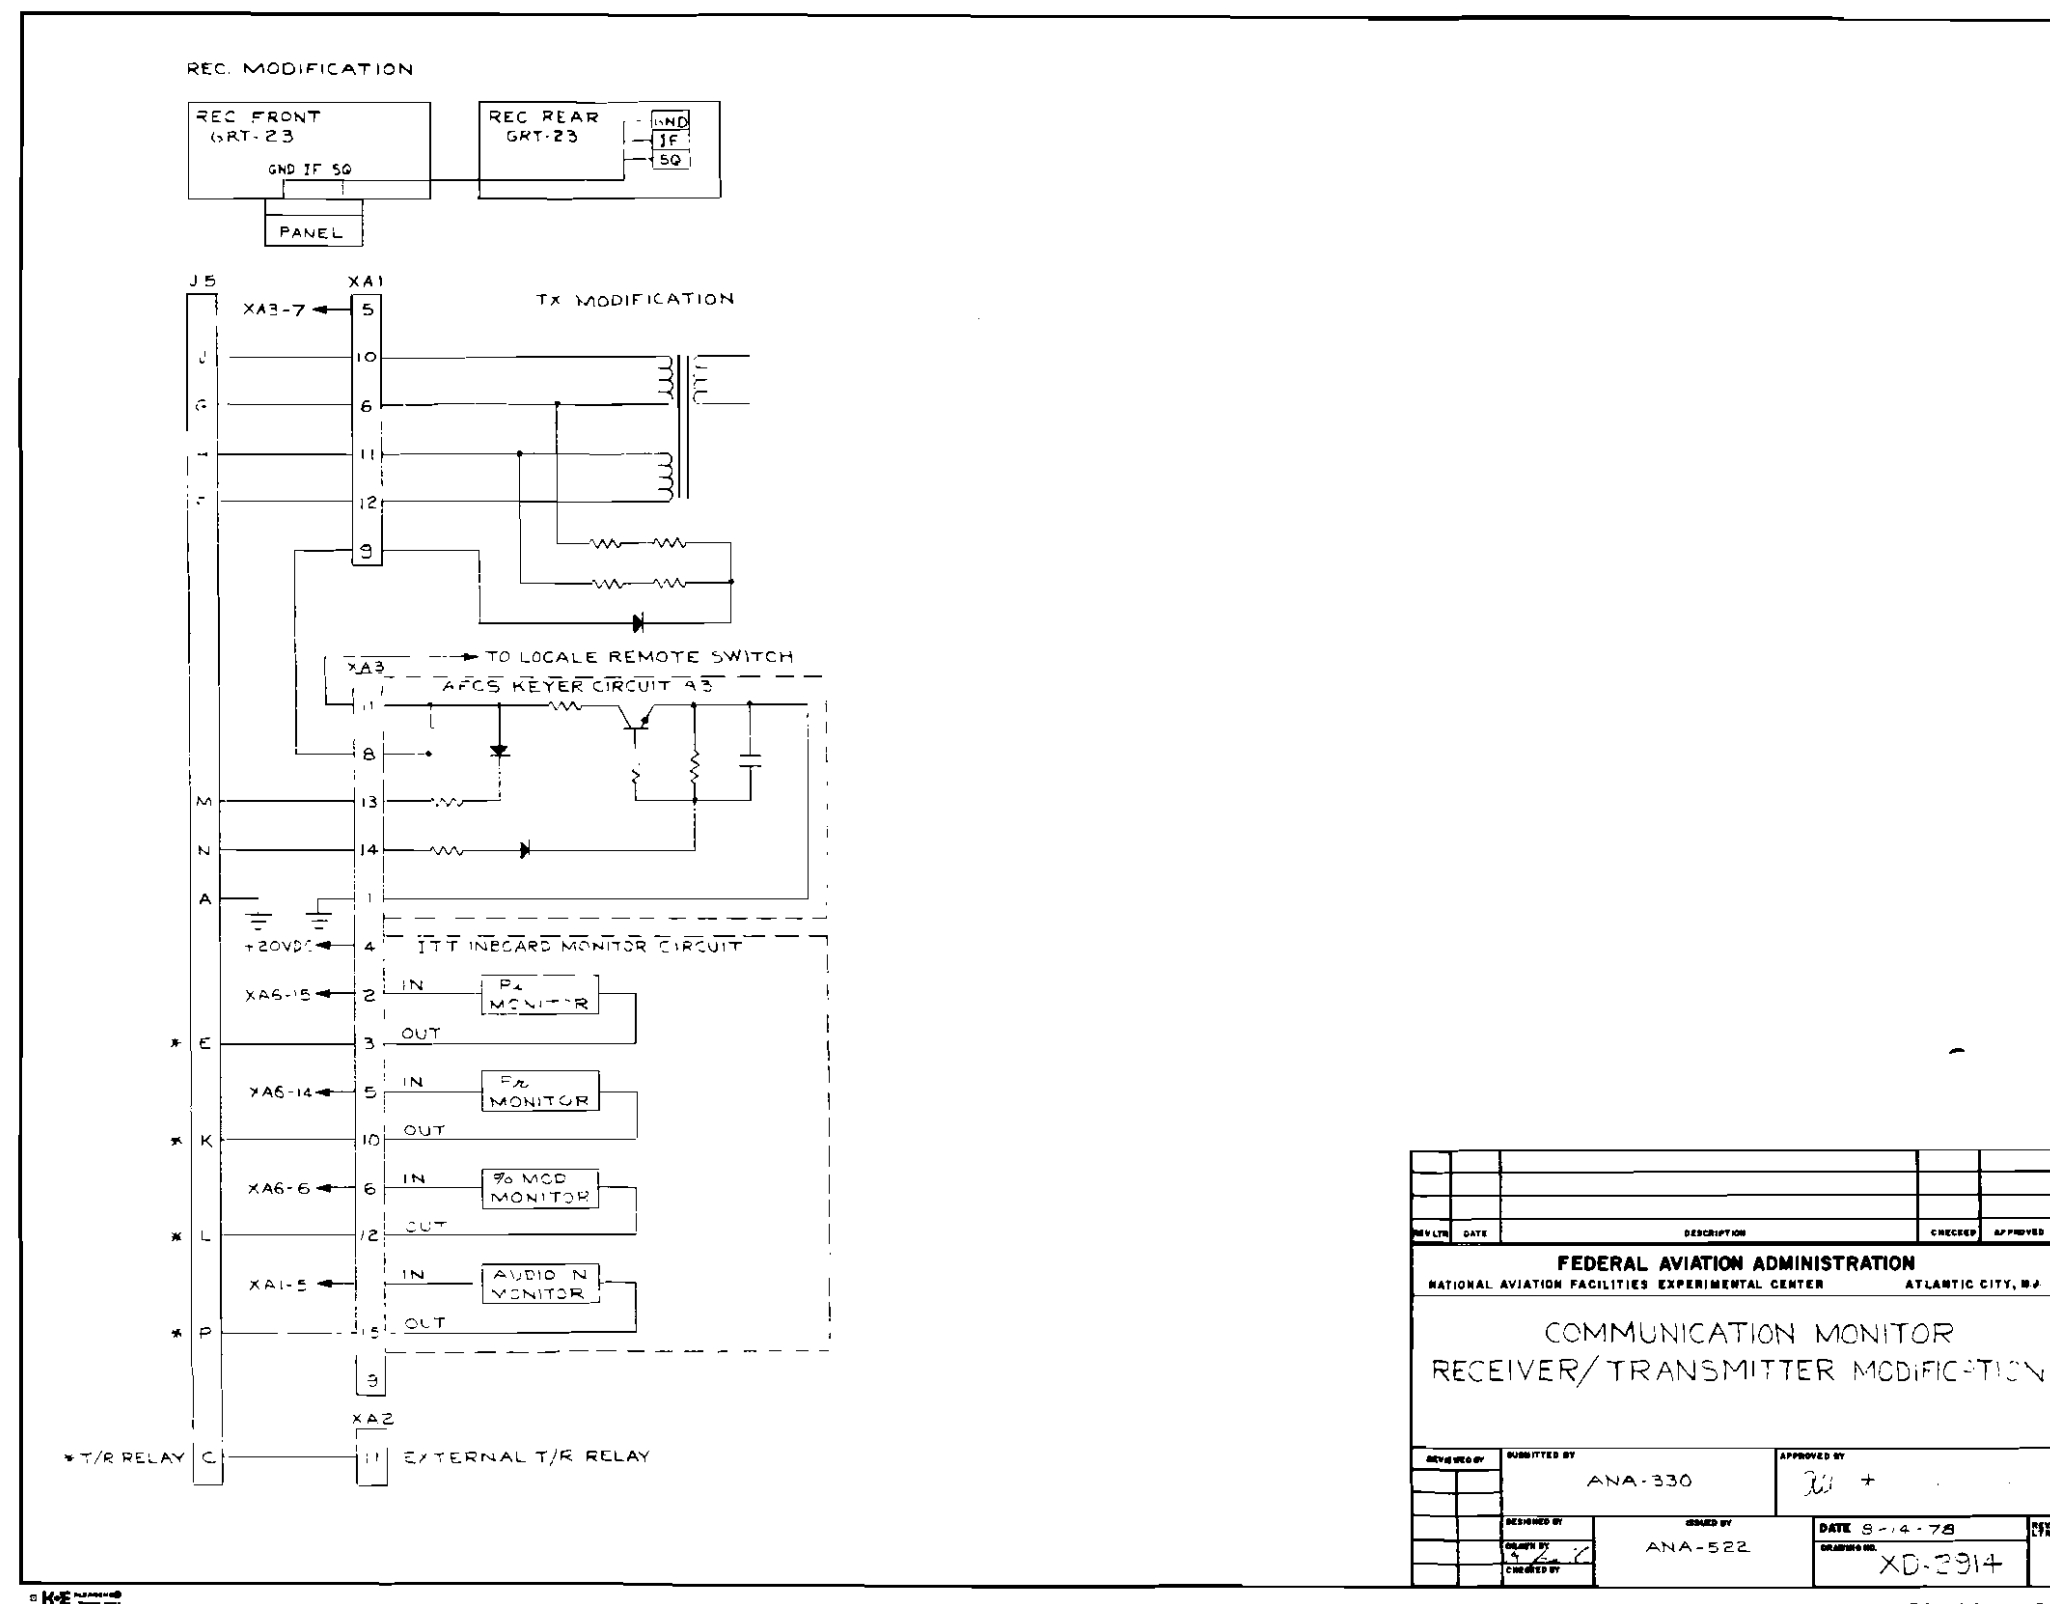 REC. MODIFICATION
REC FRONT
GRT-23
GND IF SQ
PANEL
REC REAR
GRT-23
GND
IF
SQ
J5
XA1
TX MODIFICATION
XA3-7
5
J
10
G
6
11
12
9
TO LOCALE REMOTE SWITCH
XA3
AFCS KEYER CIRCUIT A3
11
8
M
13
N
14
A
1
+20VDC
4
ITT INBOARD MONITOR CIRCUIT
XA6-15
2
IN
MONITOR
* E
3
OUT
XA6-14
5
IN
MONITOR
* K
10
OUT
XA6-6
6
IN
% MOD
MONITOR
* L
12
OUT
XA1-5
IN
AUDIO IN
MONITOR
* P
15
OUT
9
XA2
* T/R RELAY
C
11
EXTERNAL T/R RELAY
REV LTR
DATE
DESCRIPTION
CHECKED
APPROVED
FEDERAL AVIATION ADMINISTRATION
NATIONAL AVIATION FACILITIES EXPERIMENTAL CENTER
ATLANTIC CITY, N.J.
COMMUNICATION MONITOR
RECEIVER/TRANSMITTER MODIFICATION
REVIEWED BY
SUBMITTED BY
ANA-330
APPROVED BY
DESIGNED BY
DRAWN BY
CHECKED BY
ISSUED BY
ANA-522
DATE 8-14-78
DRAWING NO.
XD-2914
REV
LTR
K+E